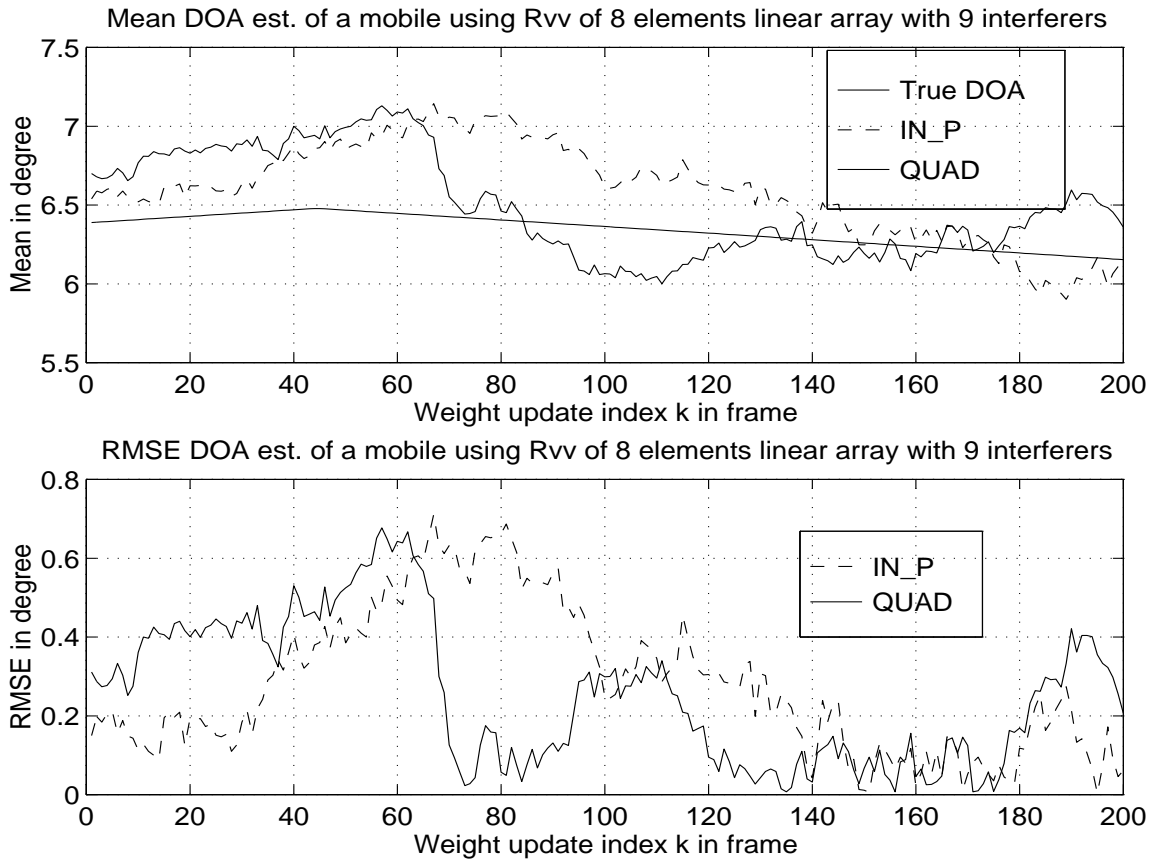 Mean DOA est. of a mobile using Rvv of 8 elements linear array with 9 interferers
7.5
7
6.5
6
5.5
Mean in degree
True DOA
IN_P
QUAD
0 20 40 60 80 100 120 140 160 180 200
Weight update index k in frame
RMSE DOA est. of a mobile using Rvv of 8 elements linear array with 9 interferers
0.8
0.6
0.4
0.2
0
RMSE in degree
IN_P
QUAD
0 20 40 60 80 100 120 140 160 180 200
Weight update index k in frame